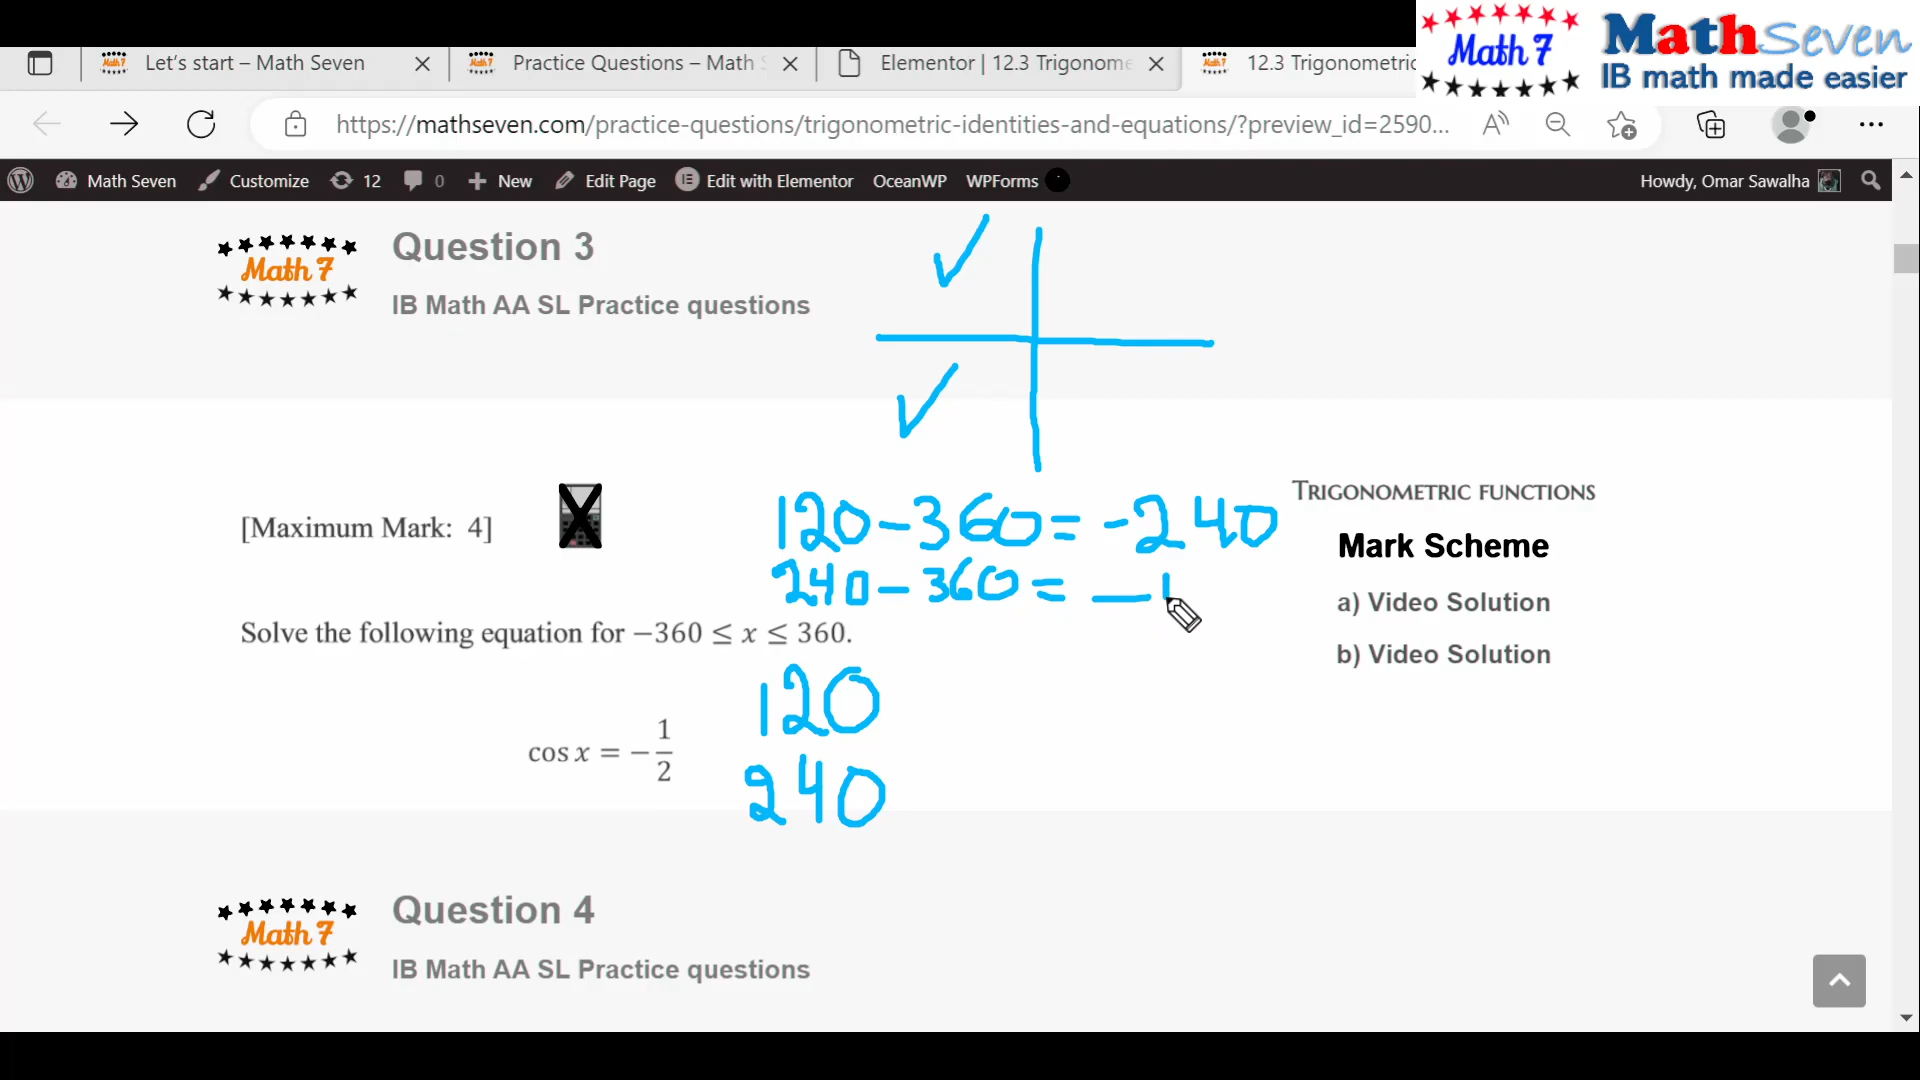 Math 7
MathSeven
IB math made easier
Let's start – Math Seven
Practice Questions – Math S
Elementor | 12.3 Trigonome
12.3 Trigonometric
https://mathseven.com/practice-questions/trigonometric-identities-and-equations/?preview_id=2590...
Math Seven
Customize
12
0
New
Edit Page
Edit with Elementor
OceanWP
WPForms
Howdy, Omar Sawalha
Math 7
Question 3
IB Math AA SL Practice questions
[Maximum Mark: 4]
120 – 360 = -240
240 – 360 = – 1
TRIGONOMETRIC FUNCTIONS
Mark Scheme
a) Video Solution
b) Video Solution
Solve the following equation for −360 ≤ x ≤ 360.
cos x = − 1/2
120
240
Math 7
Question 4
IB Math AA SL Practice questions